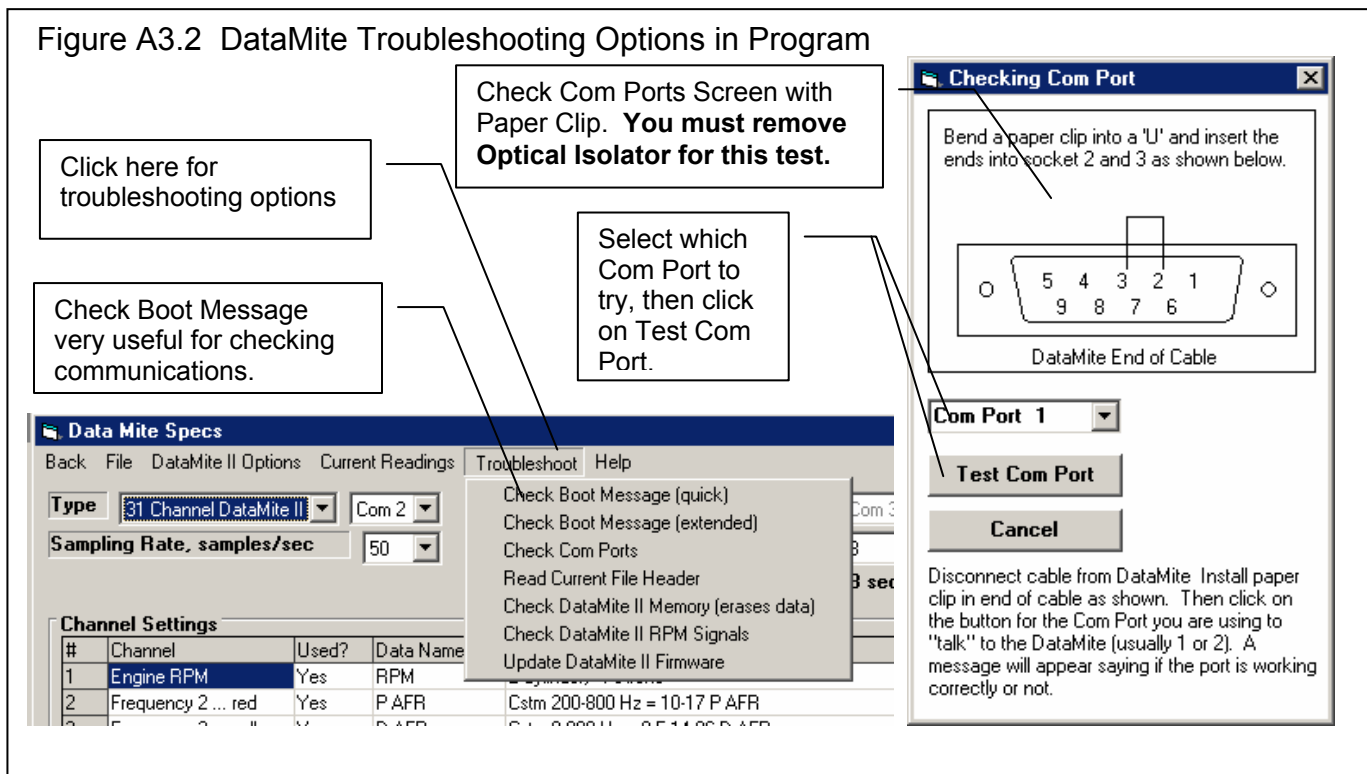 Figure A3.2  DataMite Troubleshooting Options in Program
Check Com Ports Screen with
Paper Clip.  You must remove
Optical Isolator for this test.
Click here for
troubleshooting options
Select which
Com Port to
try, then click
on Test Com
Port.
Check Boot Message
very useful for checking
communications.
Checking Com Port
Bend a paper clip into a 'U' and insert the
ends into socket 2 and 3 as shown below.
5 4 3 2 1
9 8 7 6
DataMite End of Cable
Com Port 1
Test Com Port
Cancel
Disconnect cable from DataMite Install paper
clip in end of cable as shown. Then click on
the button for the Com Port you are using to
"talk" to the DataMite (usually 1 or 2). A
message will appear saying if the port is working
correctly or not.
Data Mite Specs
Back File DataMite II Options Current Readings Troubleshoot Help
Type 31 Channel DataMite II Com 2
Sampling Rate, samples/sec 50
Check Boot Message (quick)
Check Boot Message (extended)
Check Com Ports
Read Current File Header
Check DataMite II Memory (erases data)
Check DataMite II RPM Signals
Update DataMite II Firmware
Channel Settings
# Channel Used? Data Name
1 Engine RPM Yes RPM
2 Frequency 2 ... red Yes P AFR Cstm 200-800 Hz = 10-17 P AFR